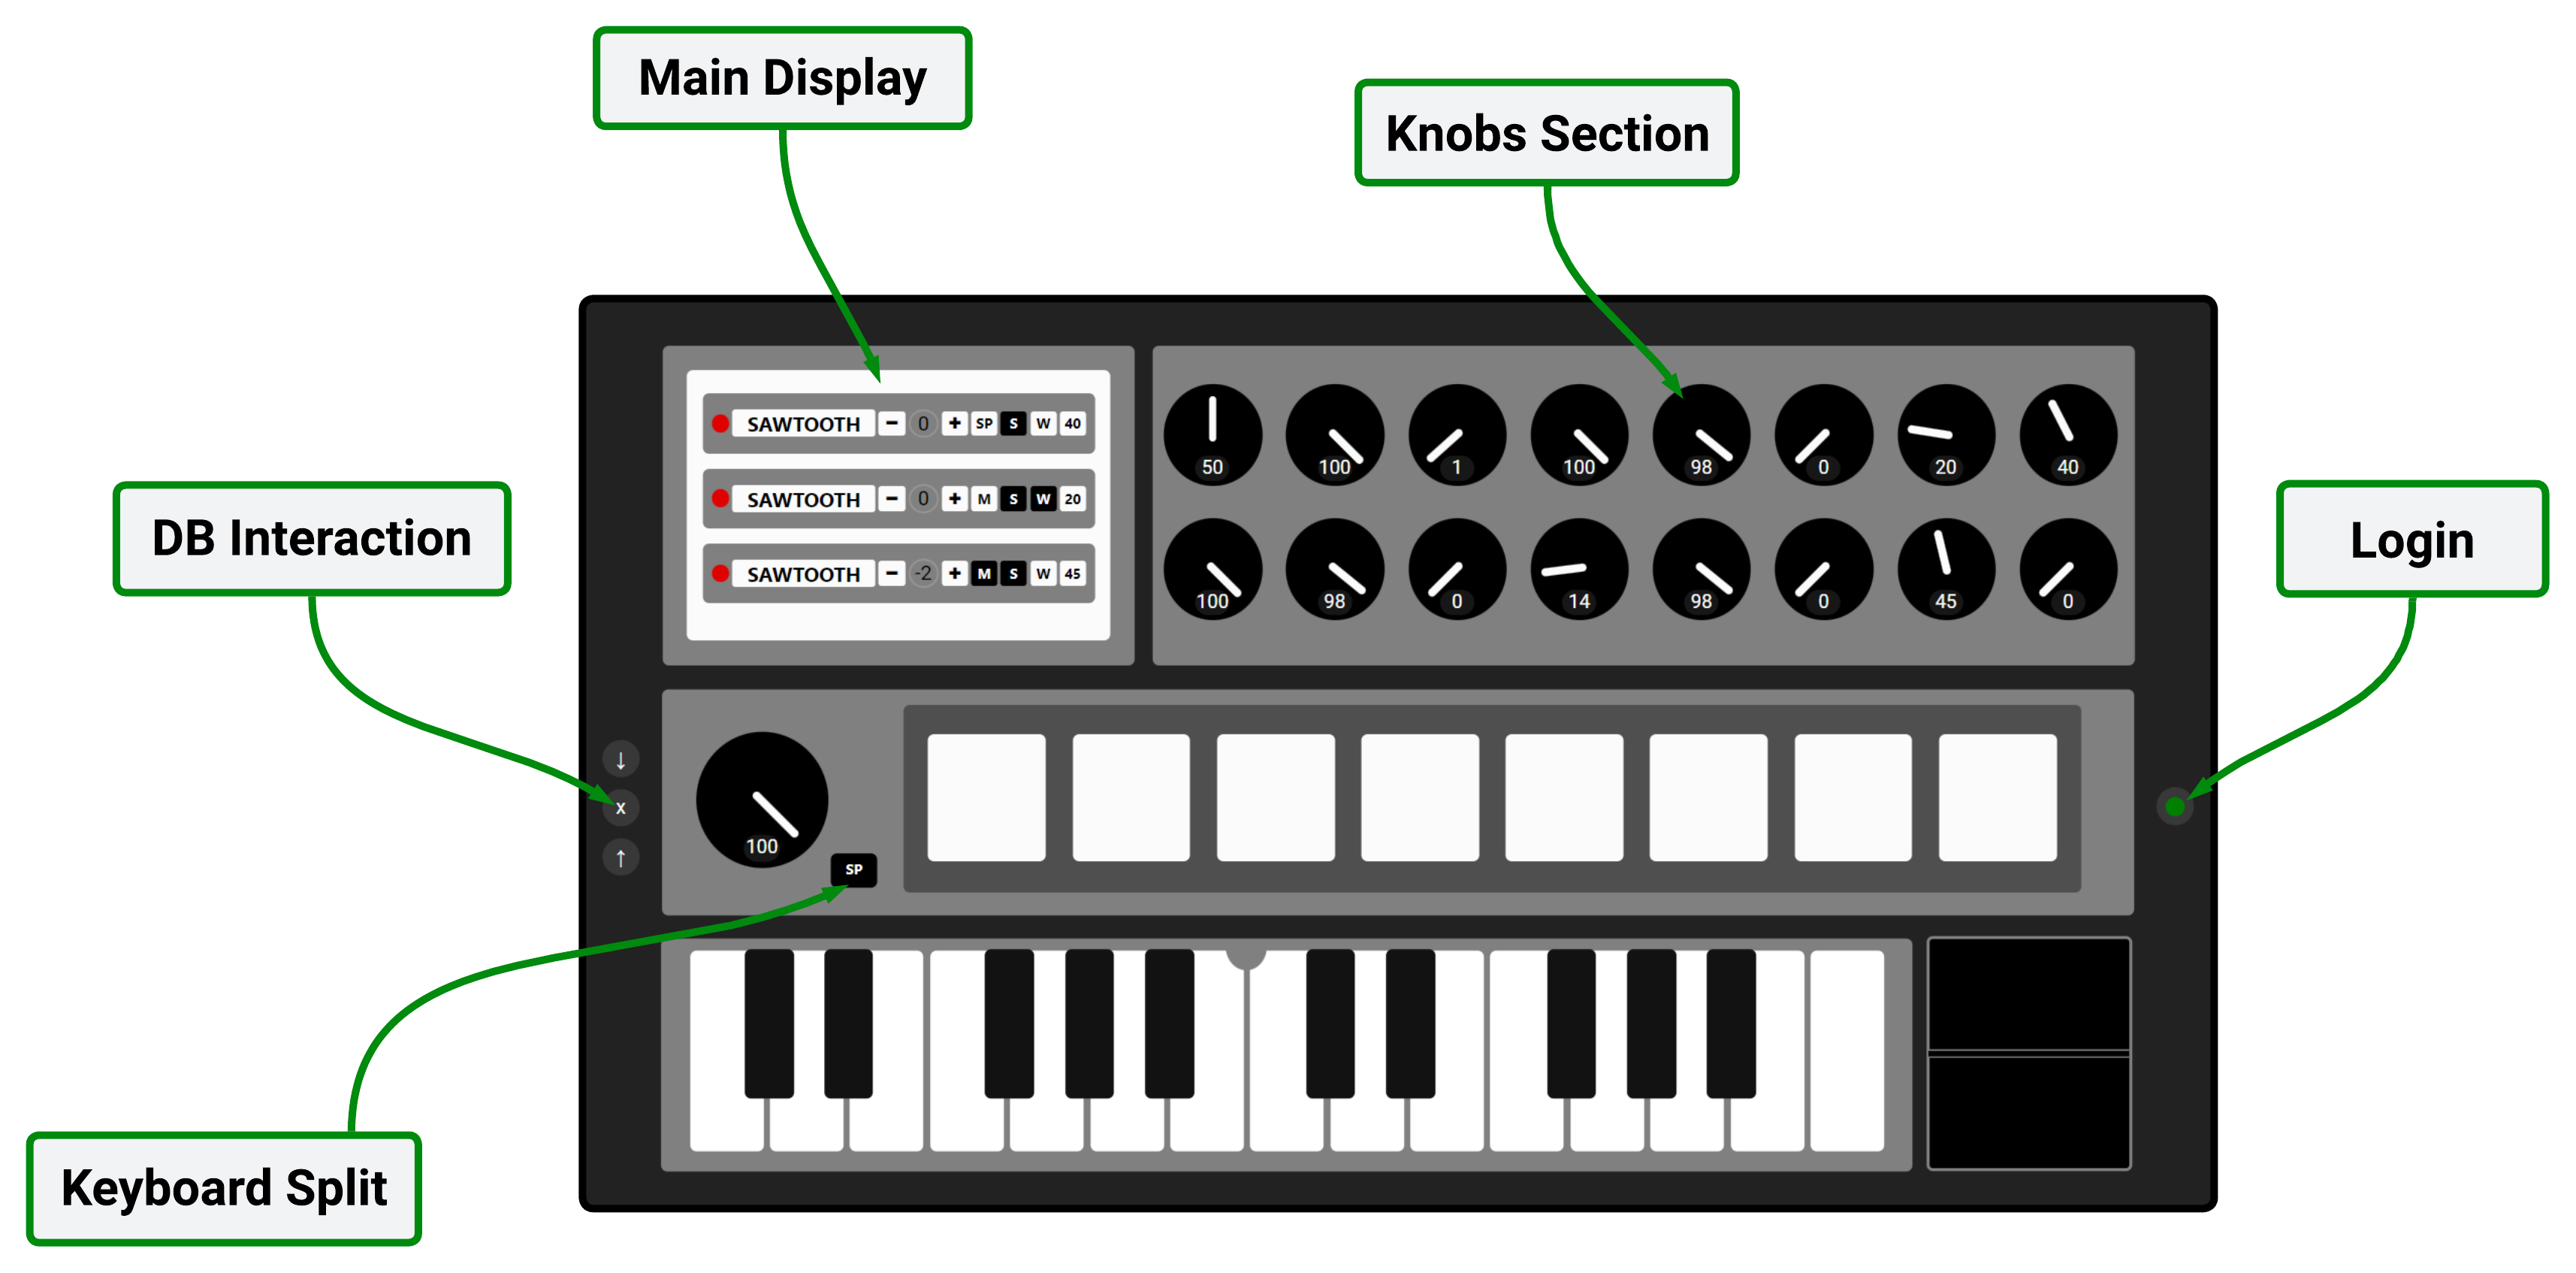 Main Display
Knobs Section
SAWTOOTH - 0 + SP S W 40
SAWTOOTH - 0 + M S W 20
SAWTOOTH - -2 + M S W 45
50 100 1 100 98 0 20 40
100 98 0 14 98 0 45 0
DB Interaction
Login
↓
x
↑
100
SP
Keyboard Split